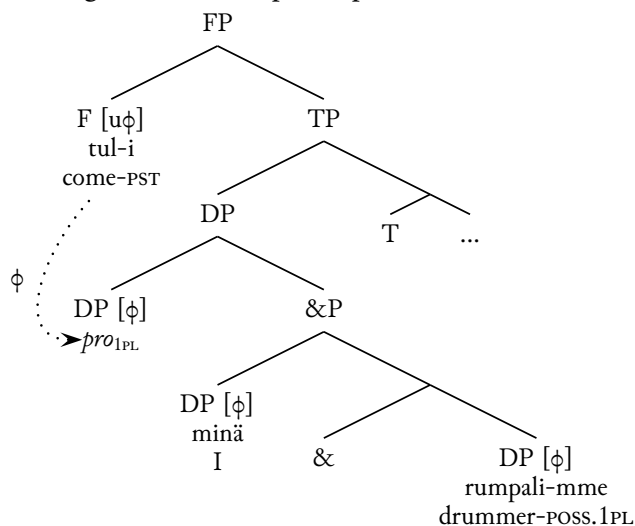 FP
F [uϕ] TP
tul-i
come-PST
DP T ...
ϕ
DP [ϕ] &P
pro1PL
DP [ϕ]
minä
I & DP [ϕ]
rumpali-mme
drummer-POSS.1PL